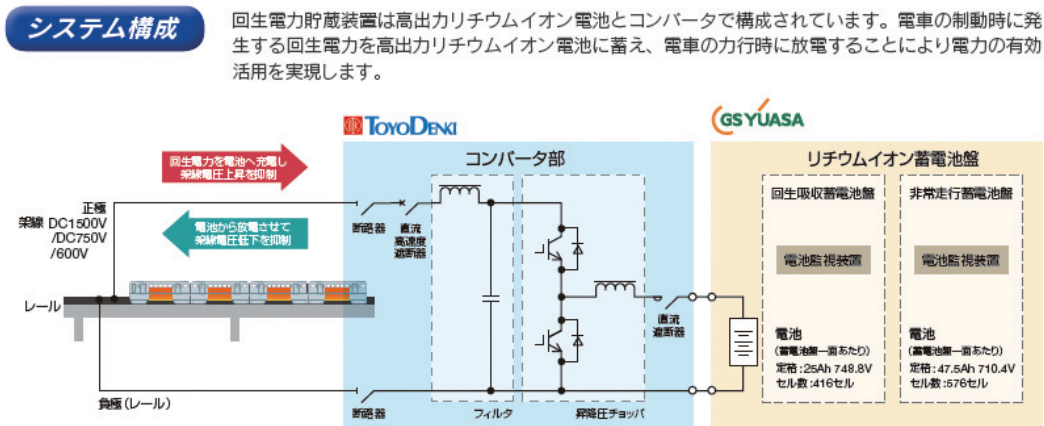 システム構成
回生電力貯蔵装置は高出力リチウムイオン電池とコンバータで構成されています。電車の制動時に発
生する回生電力を高出力リチウムイオン電池に蓄え、電車の力行時に放電することにより電力の有効
活用を実現します。
TOYODENKI
GSYUASA
コンバータ部
リチウムイオン蓄電池盤
回生電力を電池へ充電し
架線電圧上昇を抑制
電池から放電させて
架線電圧低下を抑制
正極
架線 DC1500V
/DC750V
/600V
レール
負極(レール)
断路器
直流
高速度
遮断器
直流
遮断器
断路器
フィルタ
昇降圧チョッパ
回生吸収蓄電池盤
電池監視装置
電池
(蓄電池盤一面あたり)
定格:25Ah 748.8V
セル数:416セル
非常走行蓄電池盤
電池監視装置
電池
(蓄電池盤一面あたり)
定格:47.5Ah 710.4V
セル数:576セル